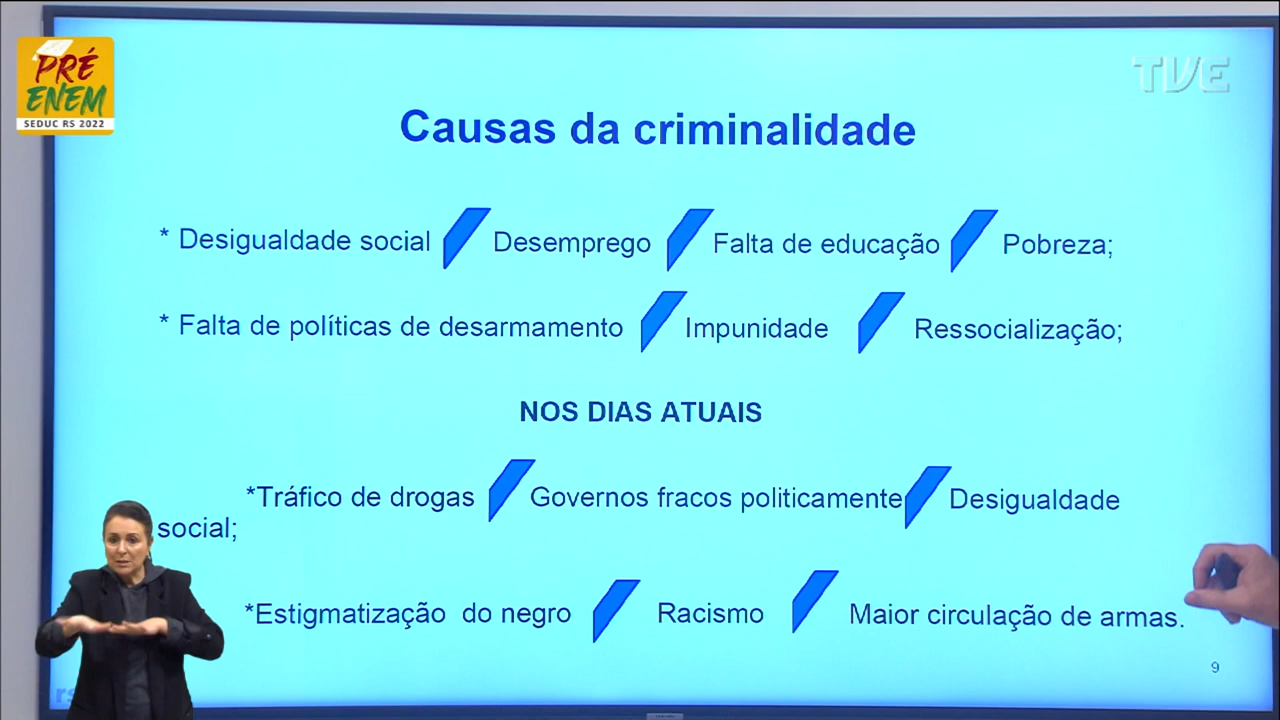 PRÉ
ENEM
SEDUC RS 2022
TVE
Causas da criminalidade
* Desigualdade social Desemprego Falta de educação Pobreza;
* Falta de políticas de desarmamento Impunidade Ressocialização;
NOS DIAS ATUAIS
*Tráfico de drogas Governos fracos politicamente Desigualdade
social;
*Estigmatização do negro Racismo Maior circulação de armas.
9